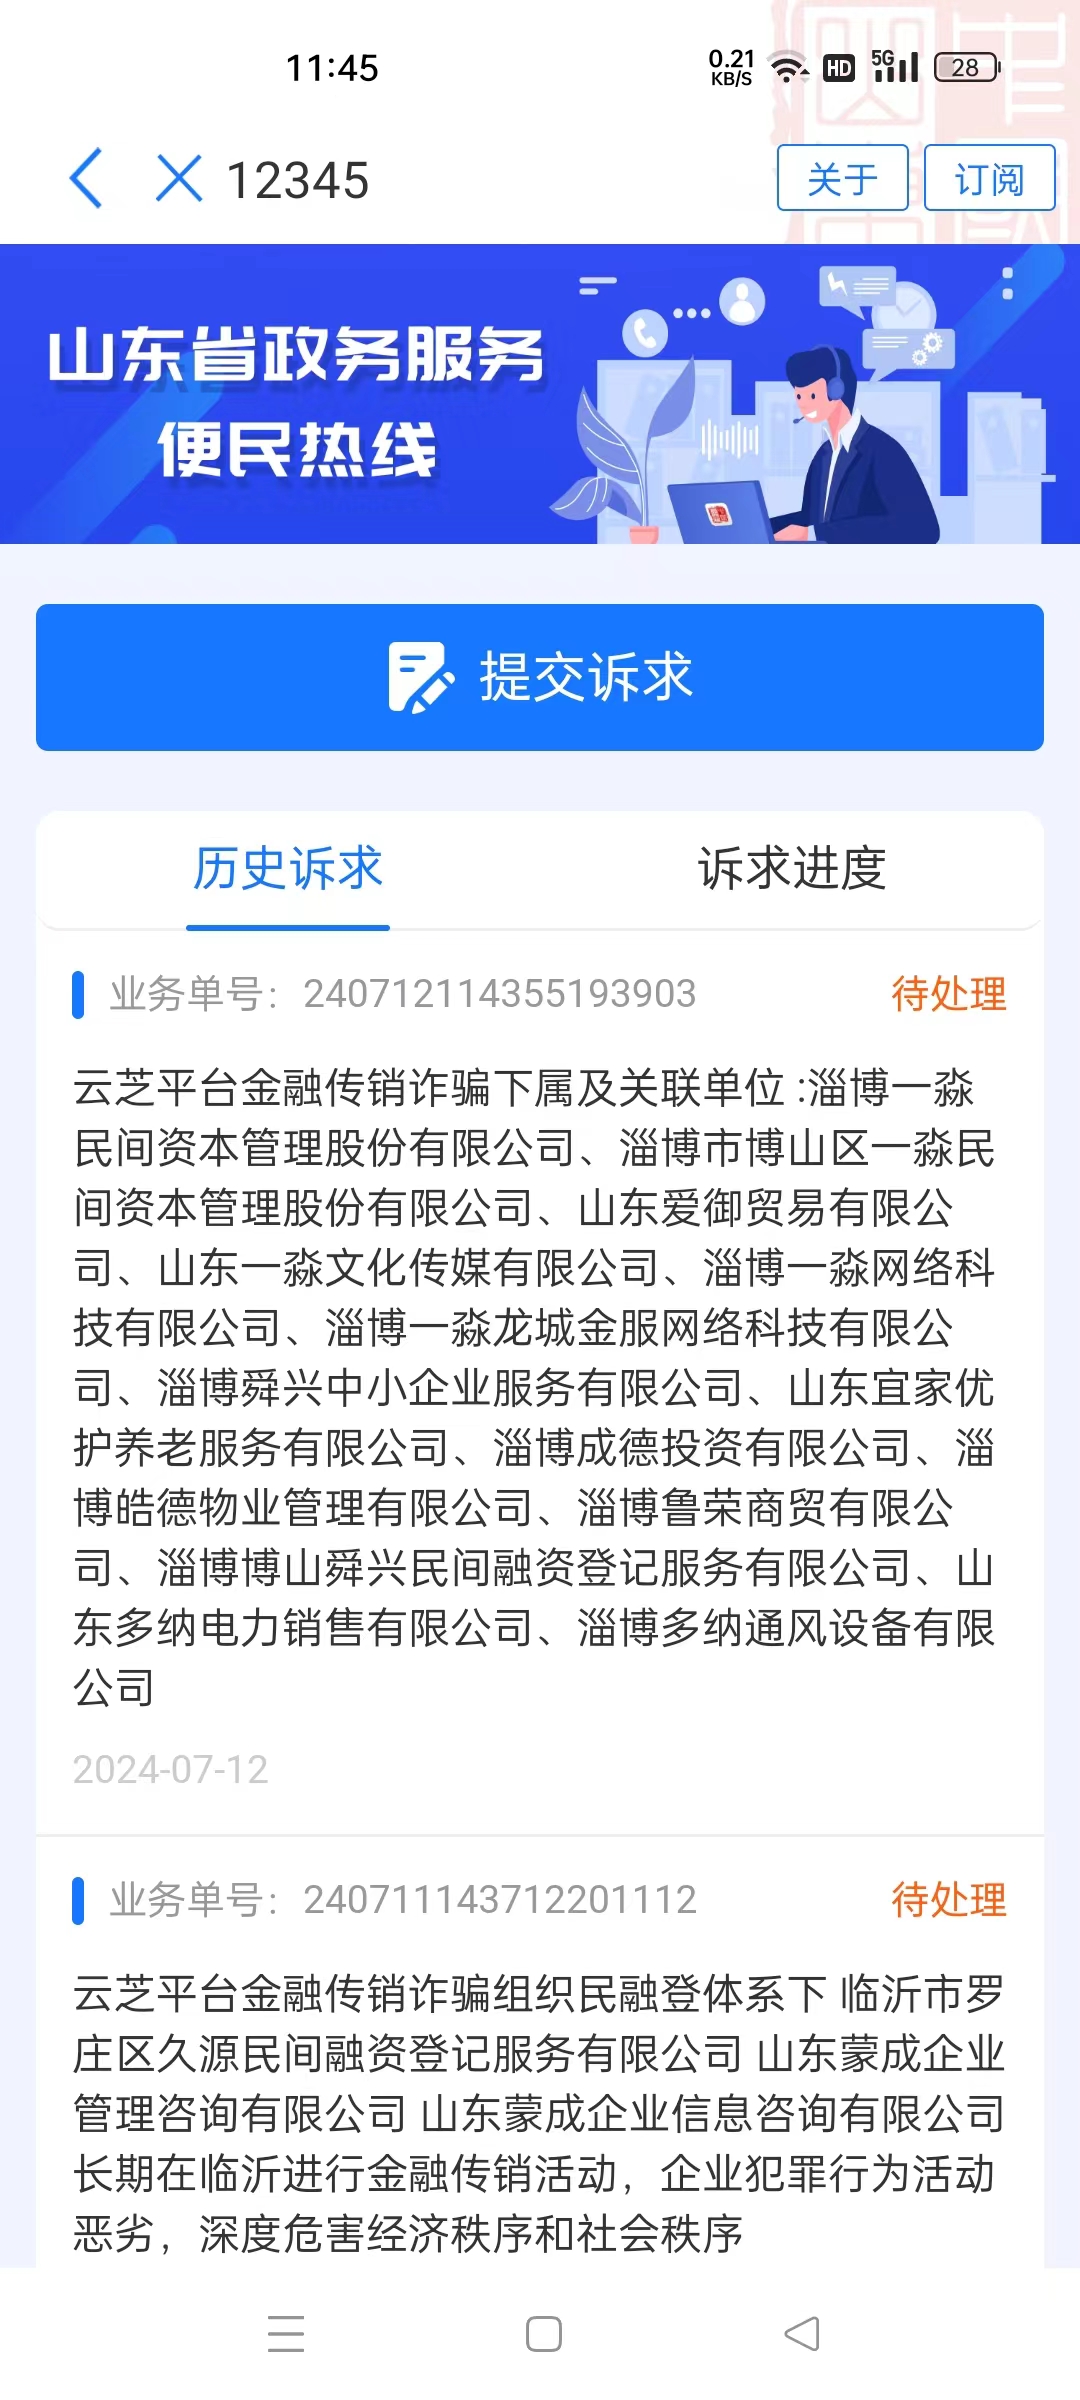 11:45
0.21
KB/S
HD
5G
28
12345
关于
订阅
山东省政务服务
便民热线
提交诉求
历史诉求
诉求进度
业务单号：240712114355193903
待处理
云芝平台金融传销诈骗下属及关联单位 :淄博一淼
民间资本管理股份有限公司、淄博市博山区一淼民
间资本管理股份有限公司、山东爱御贸易有限公
司、山东一淼文化传媒有限公司、淄博一淼网络科
技有限公司、淄博一淼龙城金服网络科技有限公
司、淄博舜兴中小企业服务有限公司、山东宜家优
护养老服务有限公司、淄博成德投资有限公司、淄
博皓德物业管理有限公司、淄博鲁荣商贸有限公
司、淄博博山舜兴民间融资登记服务有限公司、山
东多纳电力销售有限公司、淄博多纳通风设备有限
公司
2024-07-12
业务单号：240711143712201112
待处理
云芝平台金融传销诈骗组织民融登体系下 临沂市罗
庄区久源民间融资登记服务有限公司 山东蒙成企业
管理咨询有限公司 山东蒙成企业信息咨询有限公司
长期在临沂进行金融传销活动，企业犯罪行为活动
恶劣，深度危害经济秩序和社会秩序